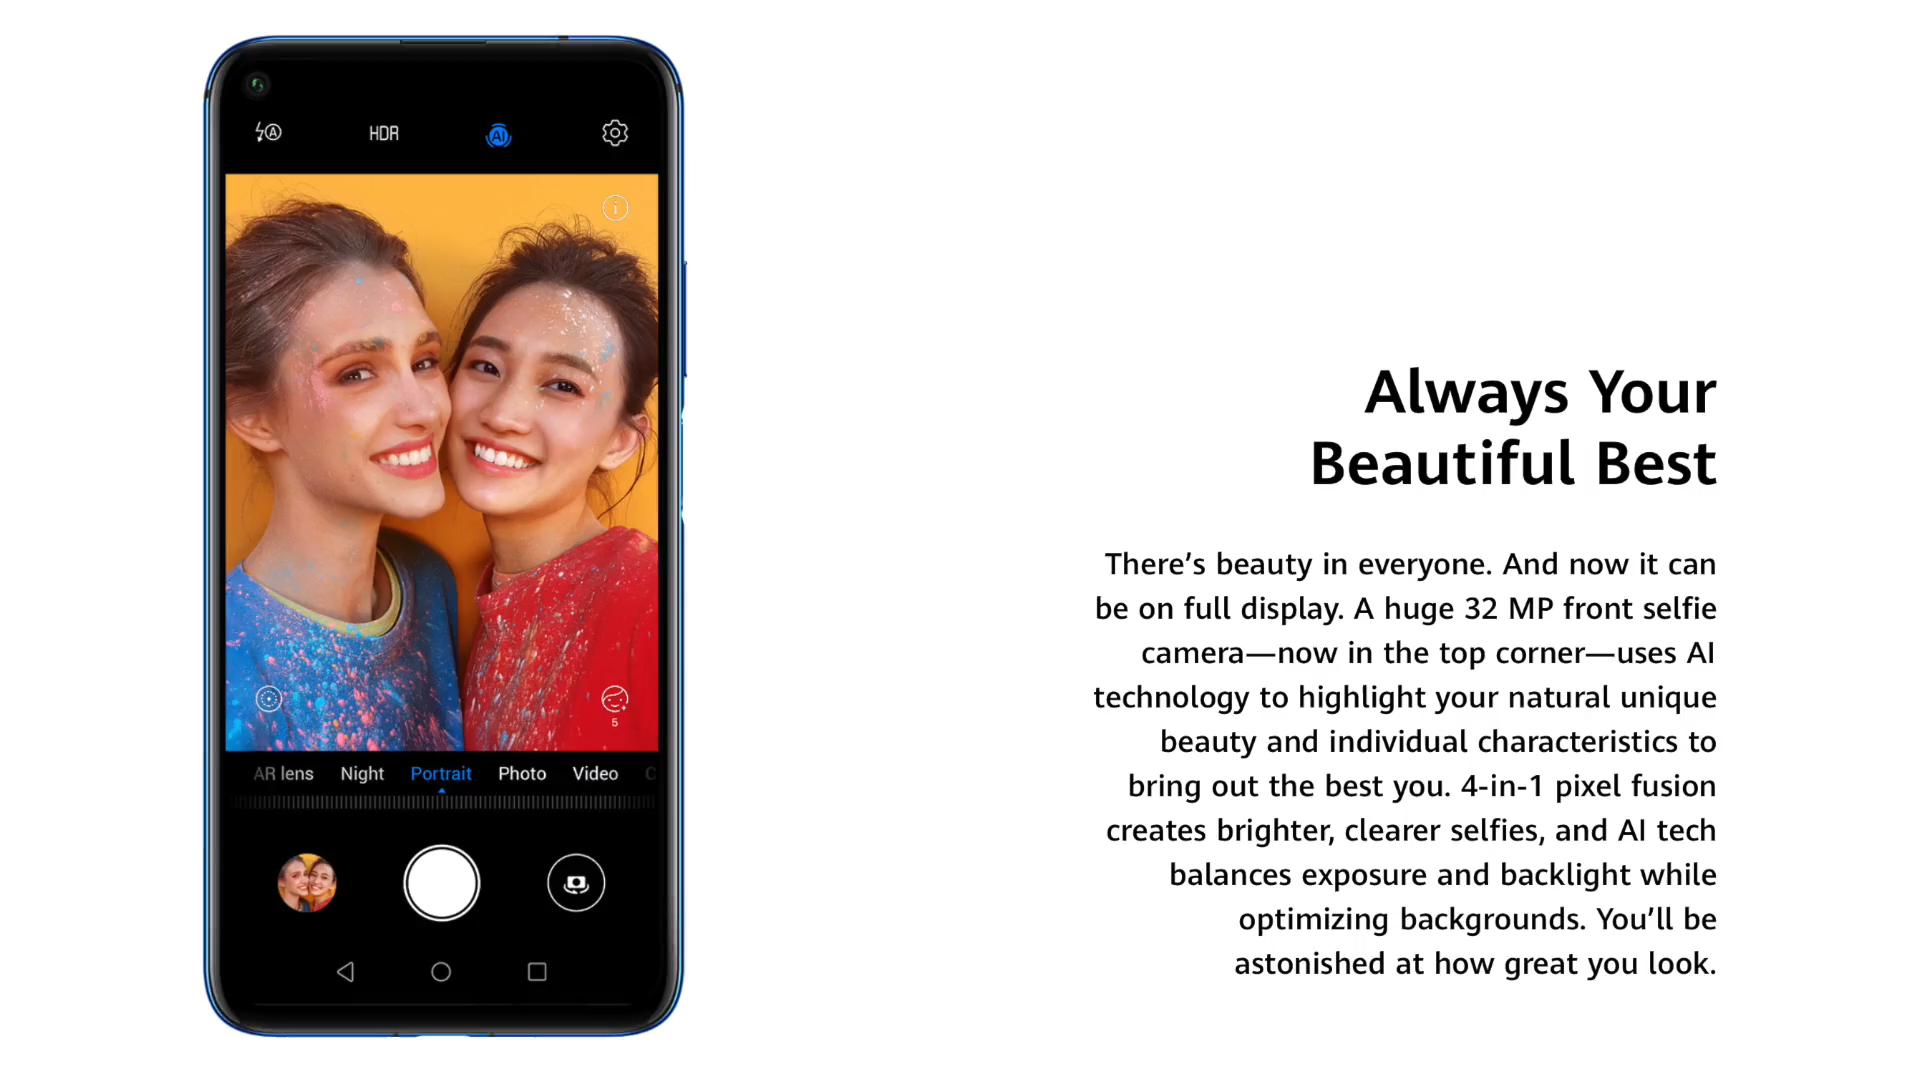 HDR
AI
5
AR lens Night Portrait Photo Video
Always Your
Beautiful Best
There’s beauty in everyone. And now it can
be on full display. A huge 32 MP front selfie
camera—now in the top corner—uses AI
technology to highlight your natural unique
beauty and individual characteristics to
bring out the best you. 4-in-1 pixel fusion
creates brighter, clearer selfies, and AI tech
balances exposure and backlight while
optimizing backgrounds. You’ll be
astonished at how great you look.